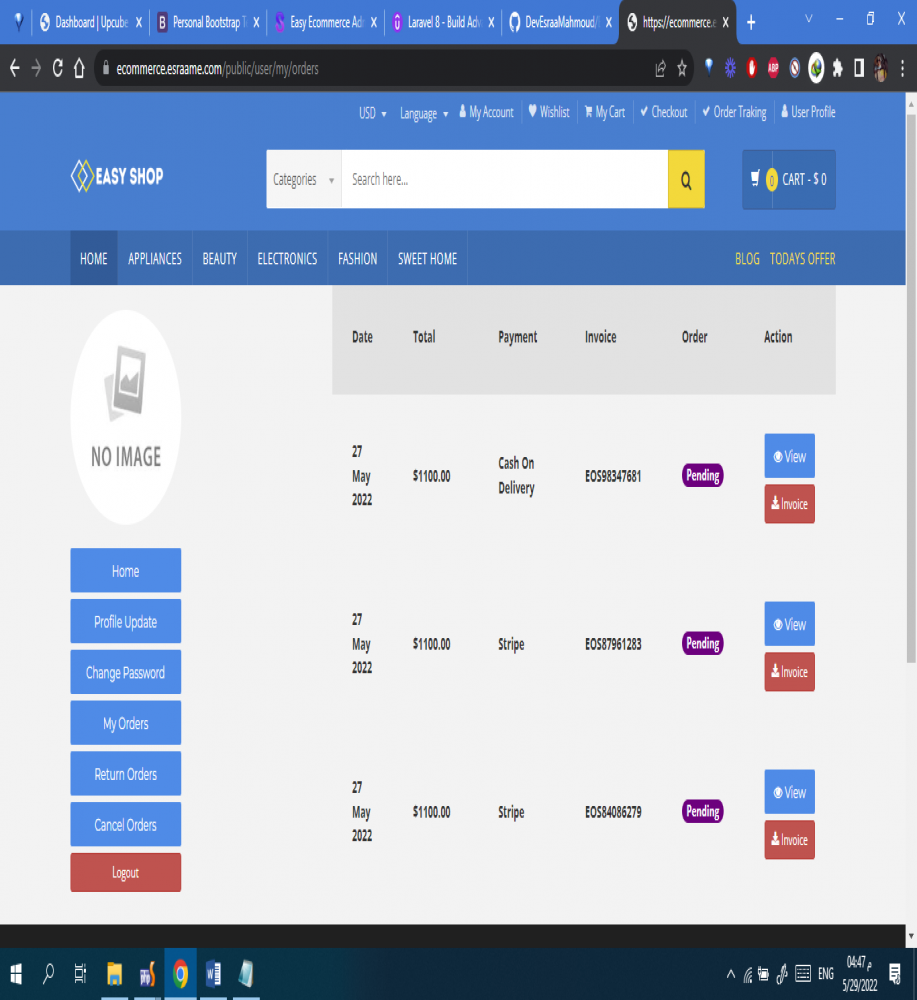 Dashboard | Upcube
Personal Bootstrap T
Easy Ecommerce Ad
Laravel 8 - Build Adv
DevEsraaMahmoud/
https://ecommerce.e
ecommerce.esraame.com/public/user/my/orders
ABP
USD Language My Account Wishlist My Cart Checkout Order Traking User Profile
EASY SHOP
Categories Search here...
0 CART - $ 0
HOME APPLIANCES BEAUTY ELECTRONICS FASHION SWEET HOME BLOG TODAYS OFFER
NO IMAGE
Home
Profile Update
Change Password
My Orders
Return Orders
Cancel Orders
Logout
Date Total Payment Invoice Order Action
27 May 2022 $1100.00 Cash On Delivery EOS98347681 Pending View
Invoice
27 May 2022 $1100.00 Stripe EOS87961283 Pending View
Invoice
27 May 2022 $1100.00 Stripe EOS84086279 Pending View
Invoice
ENG
04:47 م
5/29/2022